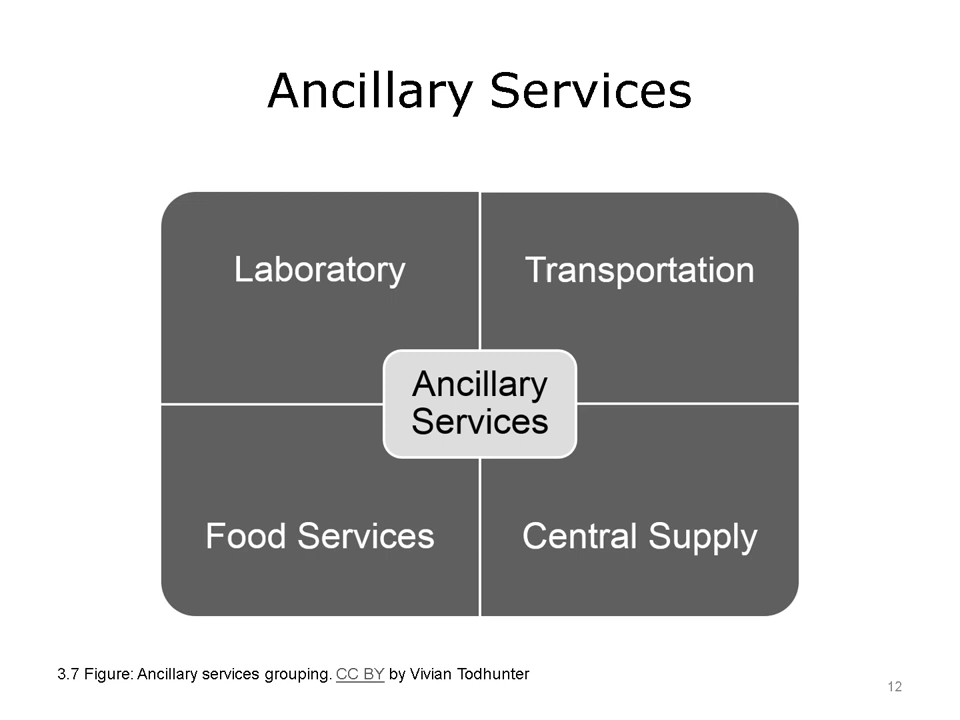 Ancillary Services
Laboratory
Transportation
Ancillary
Services
Food Services
Central Supply
3.7 Figure: Ancillary services grouping. CC BY by Vivian Todhunter
12